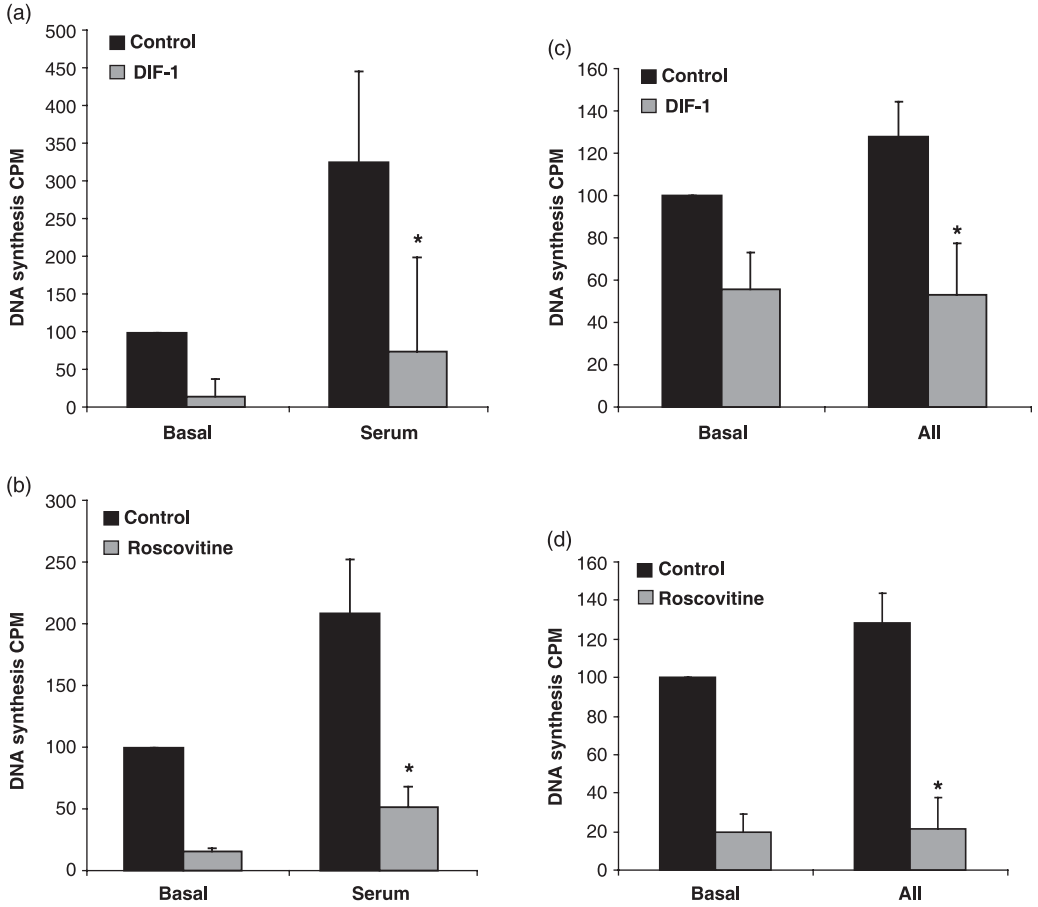 (a)
500
450
400
350
300
250
200
150
100
50
0
DNA synthesis CPM
Control
DIF-1
*
Basal
Serum
(c)
160
140
120
100
80
60
40
20
0
DNA synthesis CPM
Control
DIF-1
*
Basal
AII
(b)
300
250
200
150
100
50
0
DNA synthesis CPM
Control
Roscovitine
*
Basal
Serum
(d)
160
140
120
100
80
60
40
20
0
DNA synthesis CPM
Control
Roscovitine
*
Basal
AII